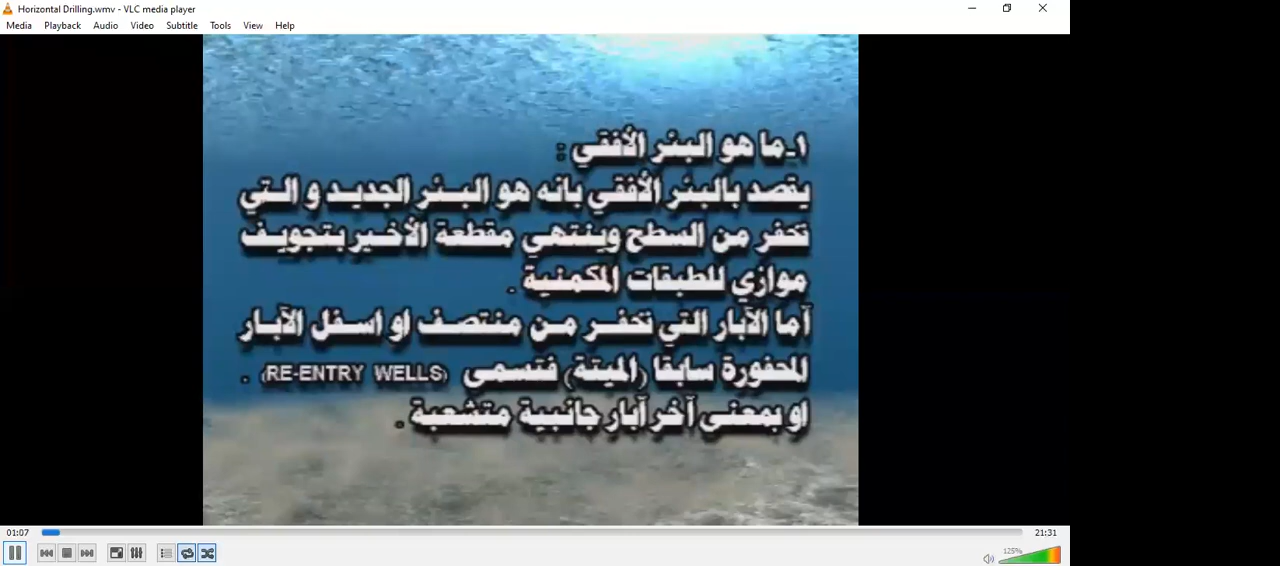 Horizontal Drilling.wmv - VLC media player
Media Playback Audio Video Subtitle Tools View Help
١ـ ما هو البئر الأفقي :
يقصد بالبئر الأفقي بانه هو البئر الجديد و التي
تحفر من السطح وينتهي مقطعة الأخير بتجويف
موازي للطبقات المكمنية .
أما الآبار التي تحفر من منتصف او اسفل الآبار
المحفورة سابقا (الميتة) فتسمى (RE-ENTRY WELLS) .
او بمعنى آخر آبار جانبية متشعبة .
01:07 21:31
125%